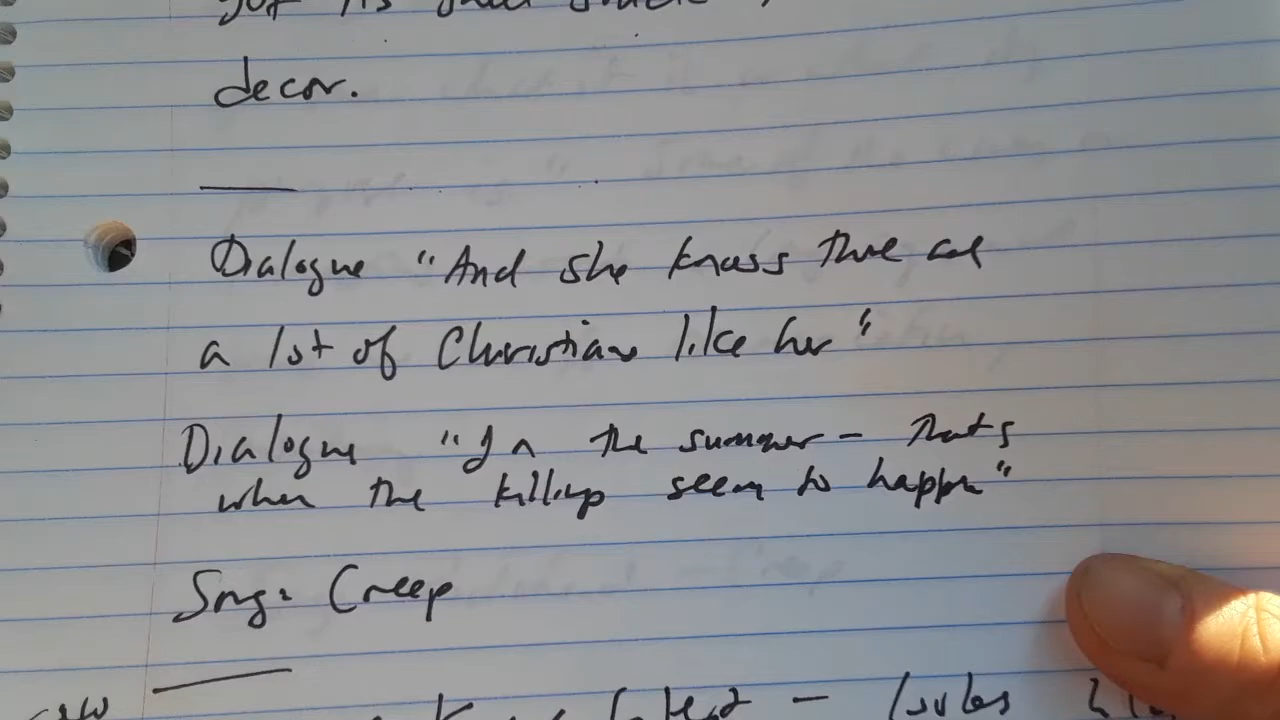 decor.
Dialogue "And she knows there are
a lot of Christians like her"
Dialogue "In the summer - that's
when the killings seem to happen"
Song: Creep